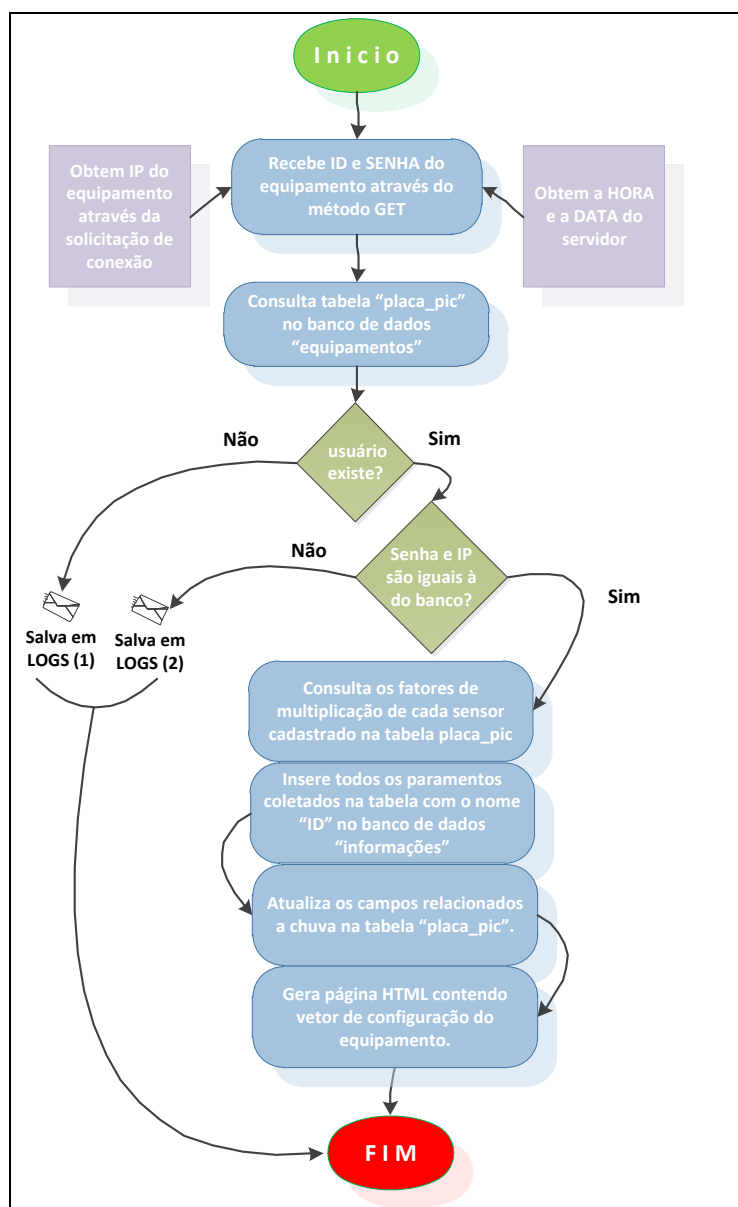 Inicio
Obtem IP do
equipamento
através da
solicitação de
conexão
Recebe ID e SENHA do
equipamento através do
método GET
Obtem a HORA
e a DATA do
servidor
Consulta tabela “placa_pic”
no banco de dados
“equipamentos”
Não
Sim
usuário
existe?
Não
Senha e IP
são iguais à
do banco?
Sim
Salva em
LOGS (1)
Salva em
LOGS (2)
Consulta os fatores de
multiplicação de cada sensor
cadastrado na tabela placa_pic
Insere todos os paramentos
coletados na tabela com o nome
“ID” no banco de dados
“informações”
Atualiza os campos relacionados
a chuva na tabela “placa_pic”.
Gera página HTML contendo
vetor de configuração do
equipamento.
FIM